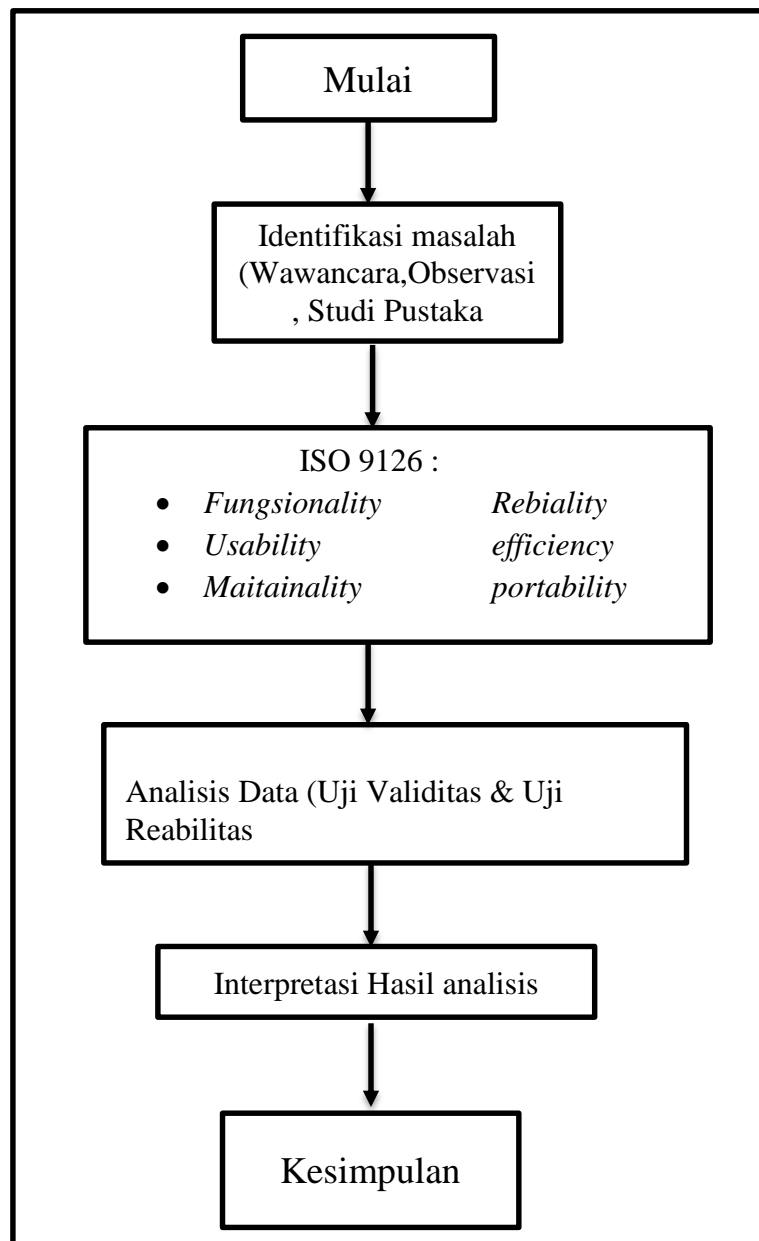 Mulai
Identifikasi masalah
(Wawancara,Observasi
, Studi Pustaka
ISO 9126 :
• Fungsionality Rebiality
• Usability efficiency
• Maitainality portability
Analisis Data (Uji Validitas & Uji
Reabilitas
Interpretasi Hasil analisis
Kesimpulan